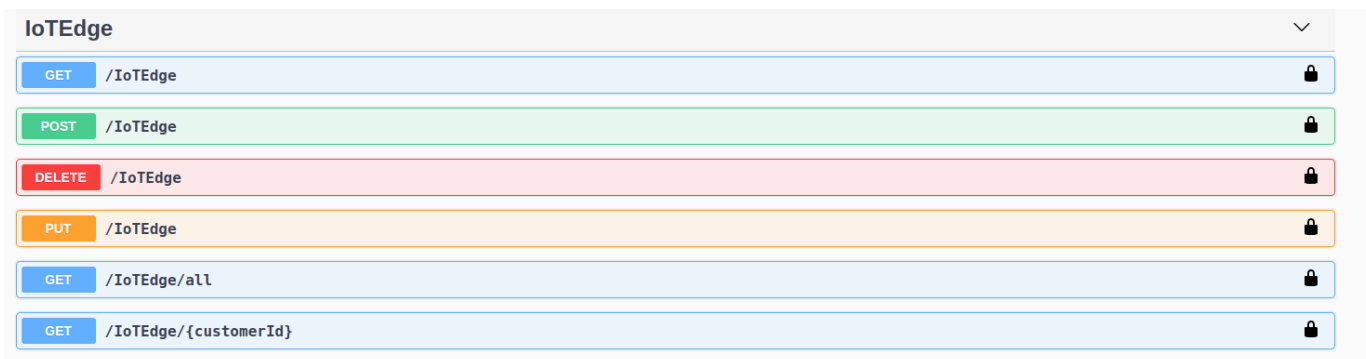 IoTEdge
GET /IoTEdge
POST /IoTEdge
DELETE /IoTEdge
PUT /IoTEdge
GET /IoTEdge/all
GET /IoTEdge/{customerId}